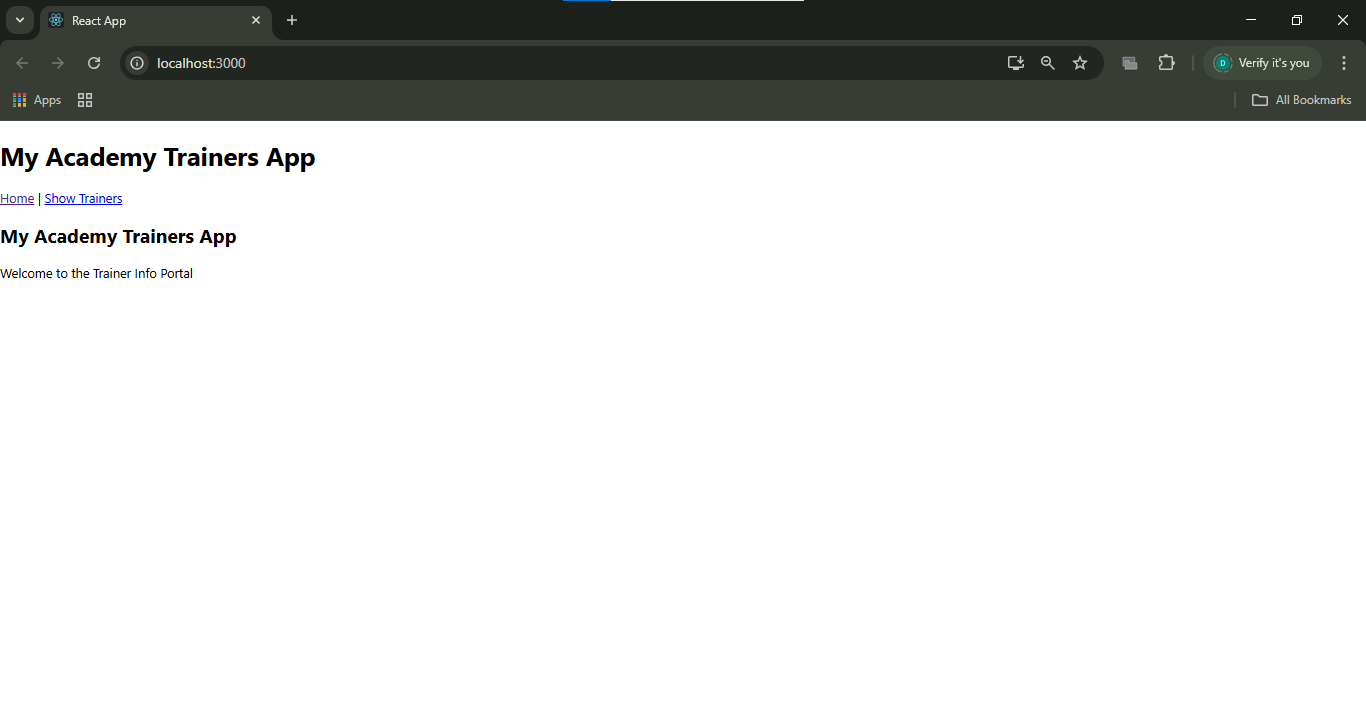 React App
localhost:3000
Verify it's you
Apps
All Bookmarks
My Academy Trainers App
Home | Show Trainers
My Academy Trainers App
Welcome to the Trainer Info Portal